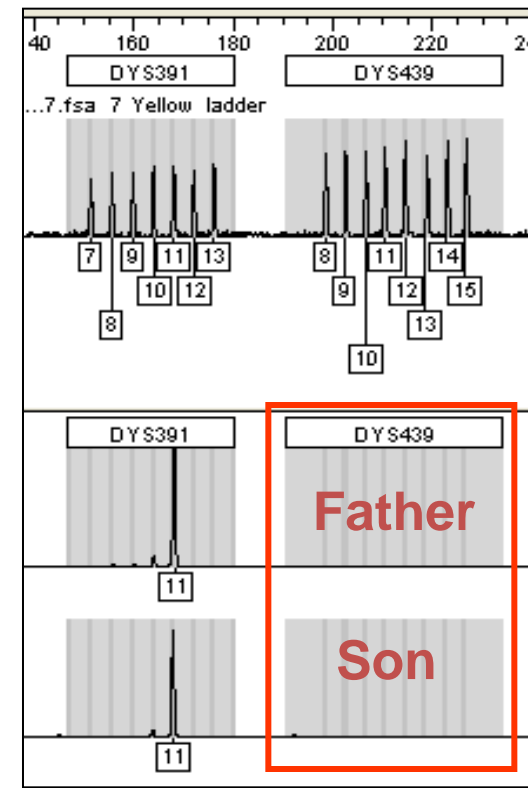 40 160 180 200 220 2
DYS391 DYS439
...7.fsa 7 Yellow ladder
7 9 11 13 8 11 14
10 12 9 12 15
8 13
10
DYS391 DYS439
Father
11
Son
11